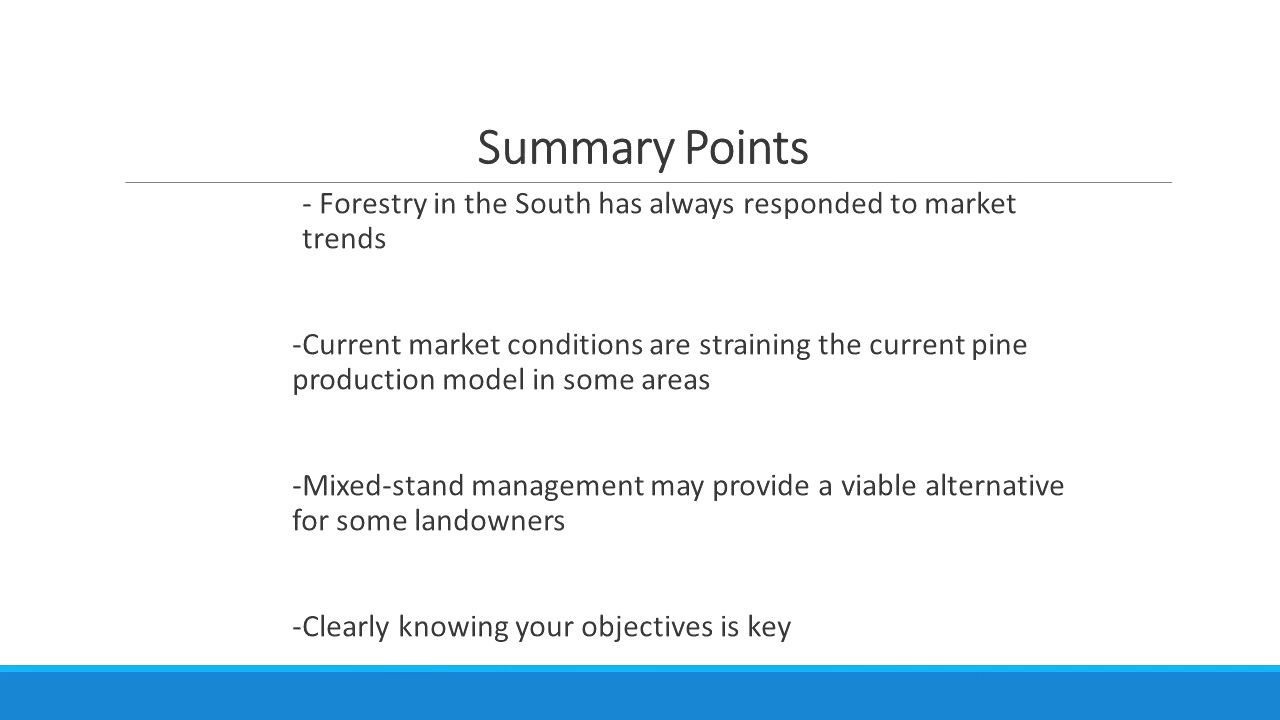 Summary Points
- Forestry in the South has always responded to market
trends
-Current market conditions are straining the current pine
production model in some areas
-Mixed-stand management may provide a viable alternative
for some landowners
-Clearly knowing your objectives is key